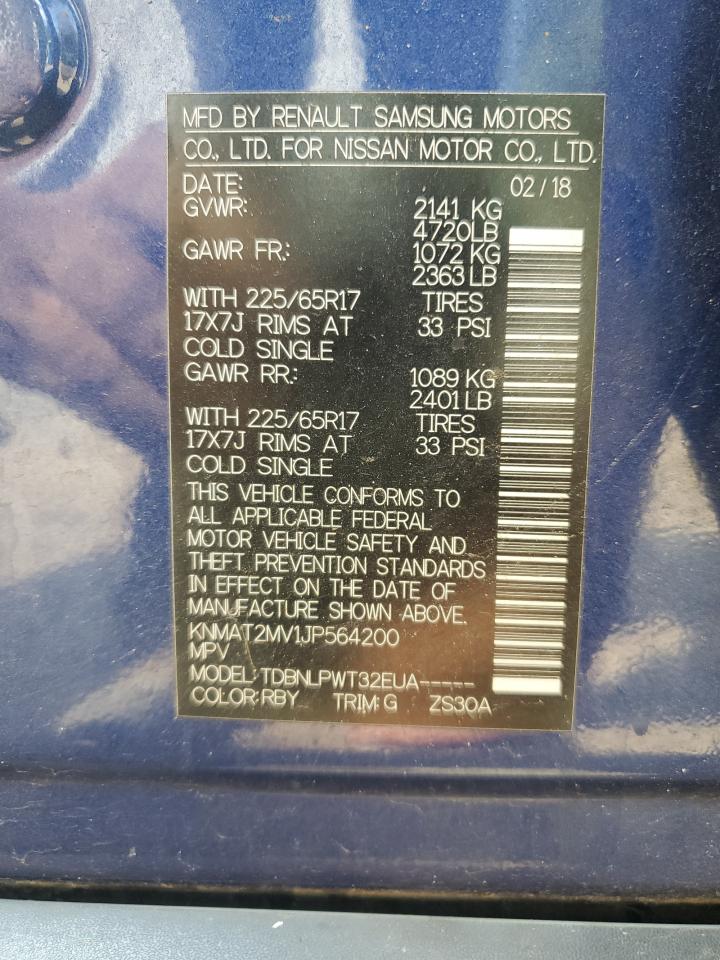 MFD BY RENAULT SAMSUNG MOTORS
CO., LTD. FOR NISSAN MOTOR CO., LTD.
DATE: 02/18
GVWR: 2141 KG
4720LB
GAWR FR.: 1072 KG
2363 LB
WITH 225/65R17 TIRES
17X7J RIMS AT 33 PSI
COLD SINGLE
GAWR RR.: 1089 KG
2401 LB
WITH 225/65R17 TIRES
17X7J RIMS AT 33 PSI
COLD SINGLE
THIS VEHICLE CONFORMS TO
ALL APPLICABLE FEDERAL
MOTOR VEHICLE SAFETY AND
THEFT PREVENTION STANDARDS
IN EFFECT ON THE DATE OF
MANUFACTURE SHOWN ABOVE.
KNMAT2MV1JP564200
MPV
MODEL: TDBNLPWT32EUA-----
COLOR: RBY TRIM: G ZS30A